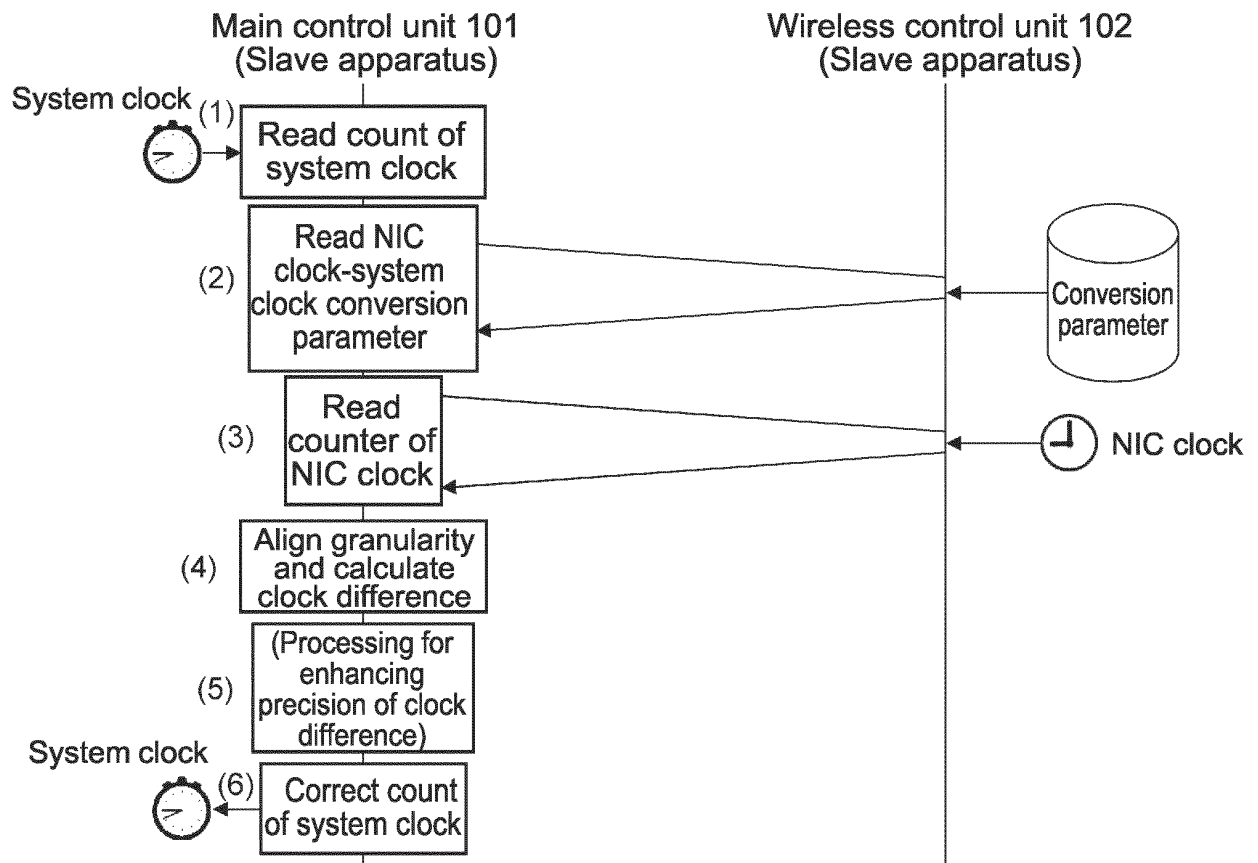 Main control unit 101
(Slave apparatus)
Wireless control unit 102
(Slave apparatus)
System clock
(1)
Read count of
system clock
(2)
Read NIC
clock-system
clock conversion
parameter
Conversion
parameter
(3)
Read
counter of
NIC clock
NIC clock
(4)
Align granularity
and calculate
clock difference
(5)
(Processing for
enhancing
precision of clock
difference)
System clock
(6)
Correct count
of system clock